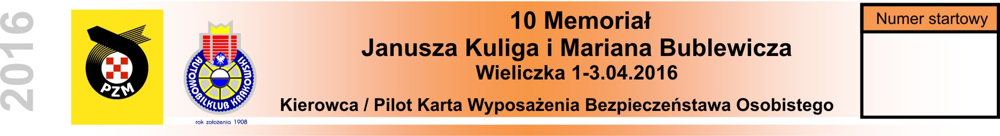 2016
PZM
AUTOMOBILKLUB KRAKOWSKI
rok założenia 1908
10 Memoriał
Janusza Kuliga i Mariana Bublewicza
Wieliczka 1-3.04.2016
Kierowca / Pilot Karta Wyposażenia Bezpieczeństawa Osobistego
Numer startowy